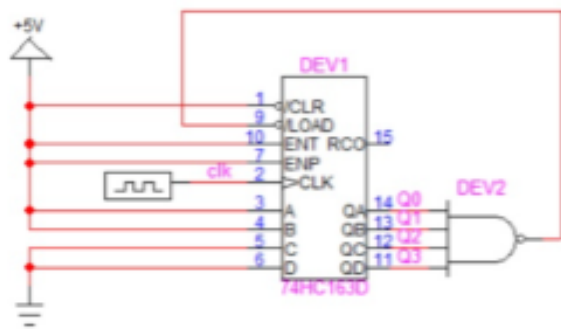 +5V
DEV1
1 /CLR
9 /LOAD
10 ENT RCO 15
7 ENP
clk 2 CLK
DEV2
3 A QA 14 Q0
4 B QB 13 Q1
5 C QC 12 Q2
6 D QD 11 Q3
74HC163D